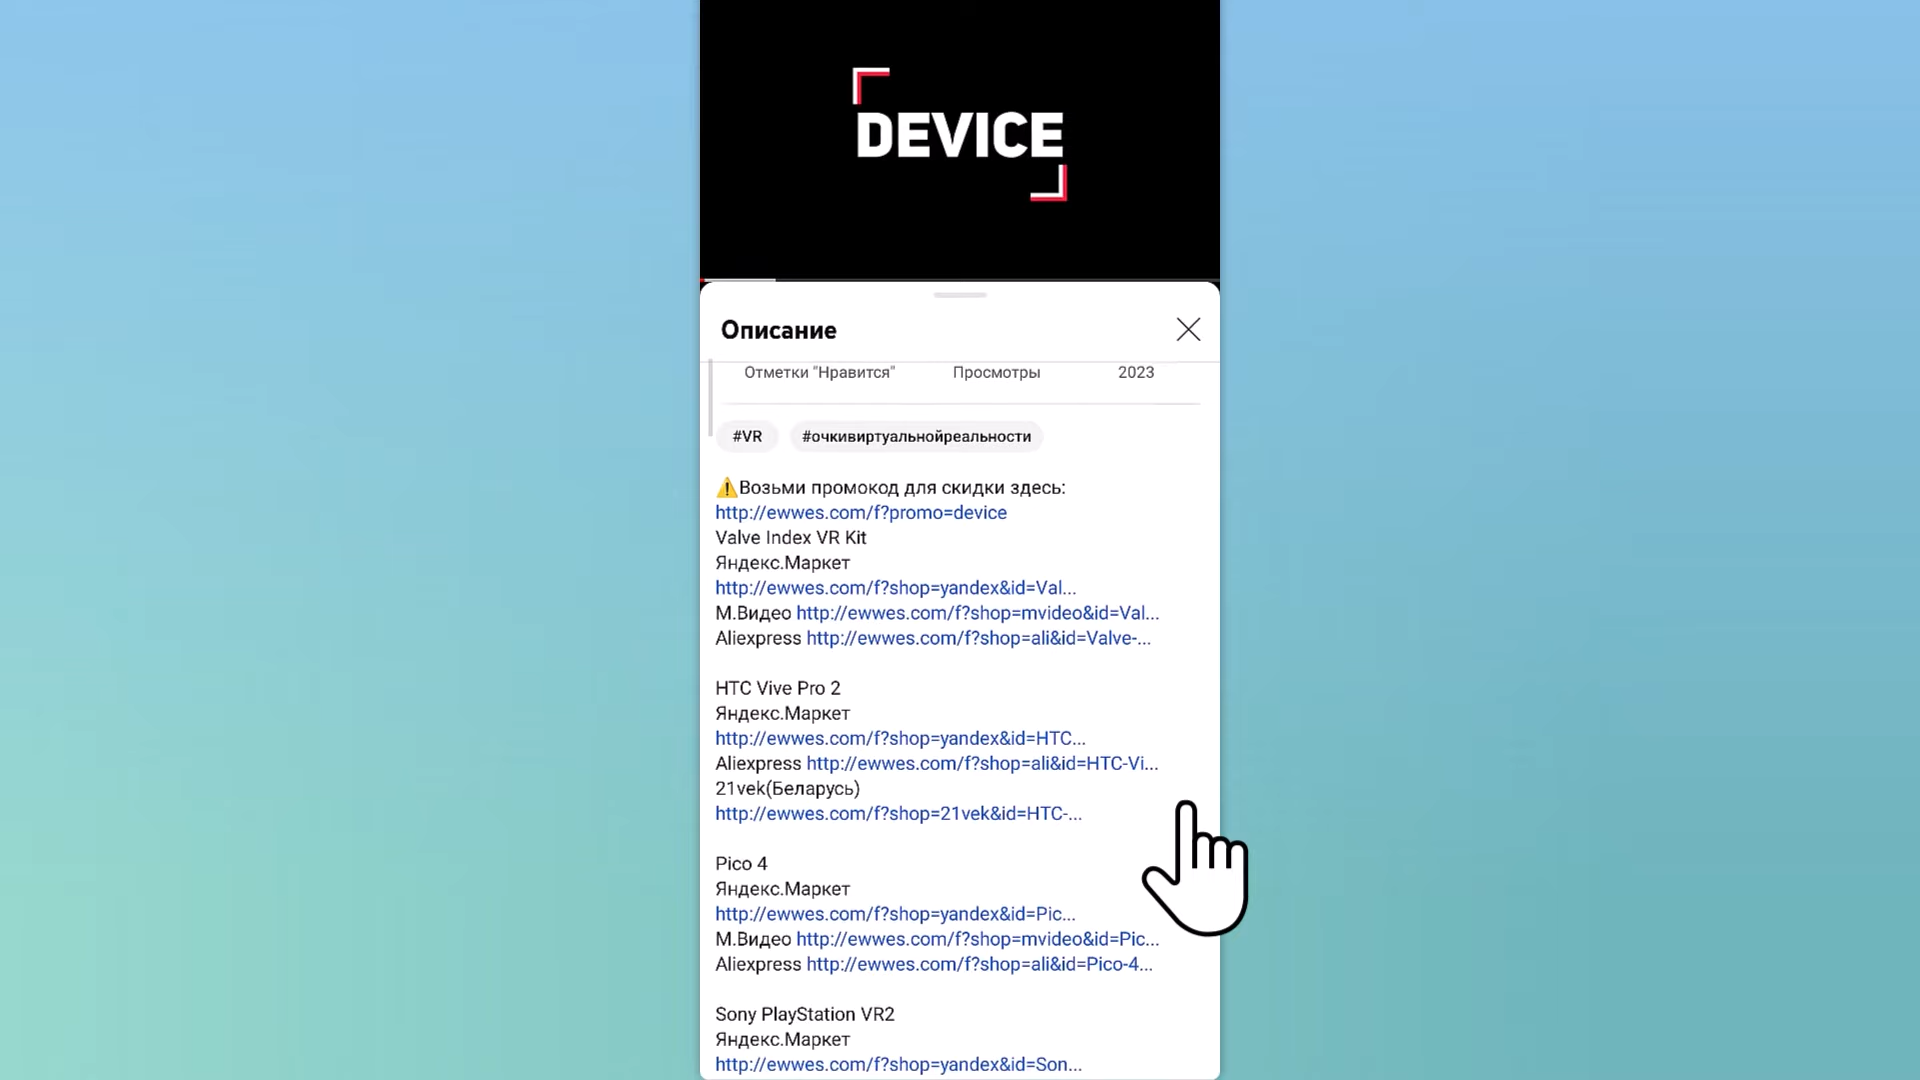 DEVICE
Описание
Отметки "Нравится" Просмотры 2023
#VR #очкивиртуальнойреальности
⚠️Возьми промокод для скидки здесь:
http://ewwes.com/f?promo=device
Valve Index VR Kit
Яндекс.Маркет
http://ewwes.com/f?shop=yandex&id=Val...
М.Видео http://ewwes.com/f?shop=mvideo&id=Val...
Aliexpress http://ewwes.com/f?shop=ali&id=Valve-...
HTC Vive Pro 2
Яндекс.Маркет
http://ewwes.com/f?shop=yandex&id=HTC...
Aliexpress http://ewwes.com/f?shop=ali&id=HTC-Vi...
21vek(Беларусь)
http://ewwes.com/f?shop=21vek&id=HTC-...
Pico 4
Яндекс.Маркет
http://ewwes.com/f?shop=yandex&id=Pic...
М.Видео http://ewwes.com/f?shop=mvideo&id=Pic...
Aliexpress http://ewwes.com/f?shop=ali&id=Pico-4...
Sony PlayStation VR2
Яндекс.Маркет
http://ewwes.com/f?shop=yandex&id=Son...